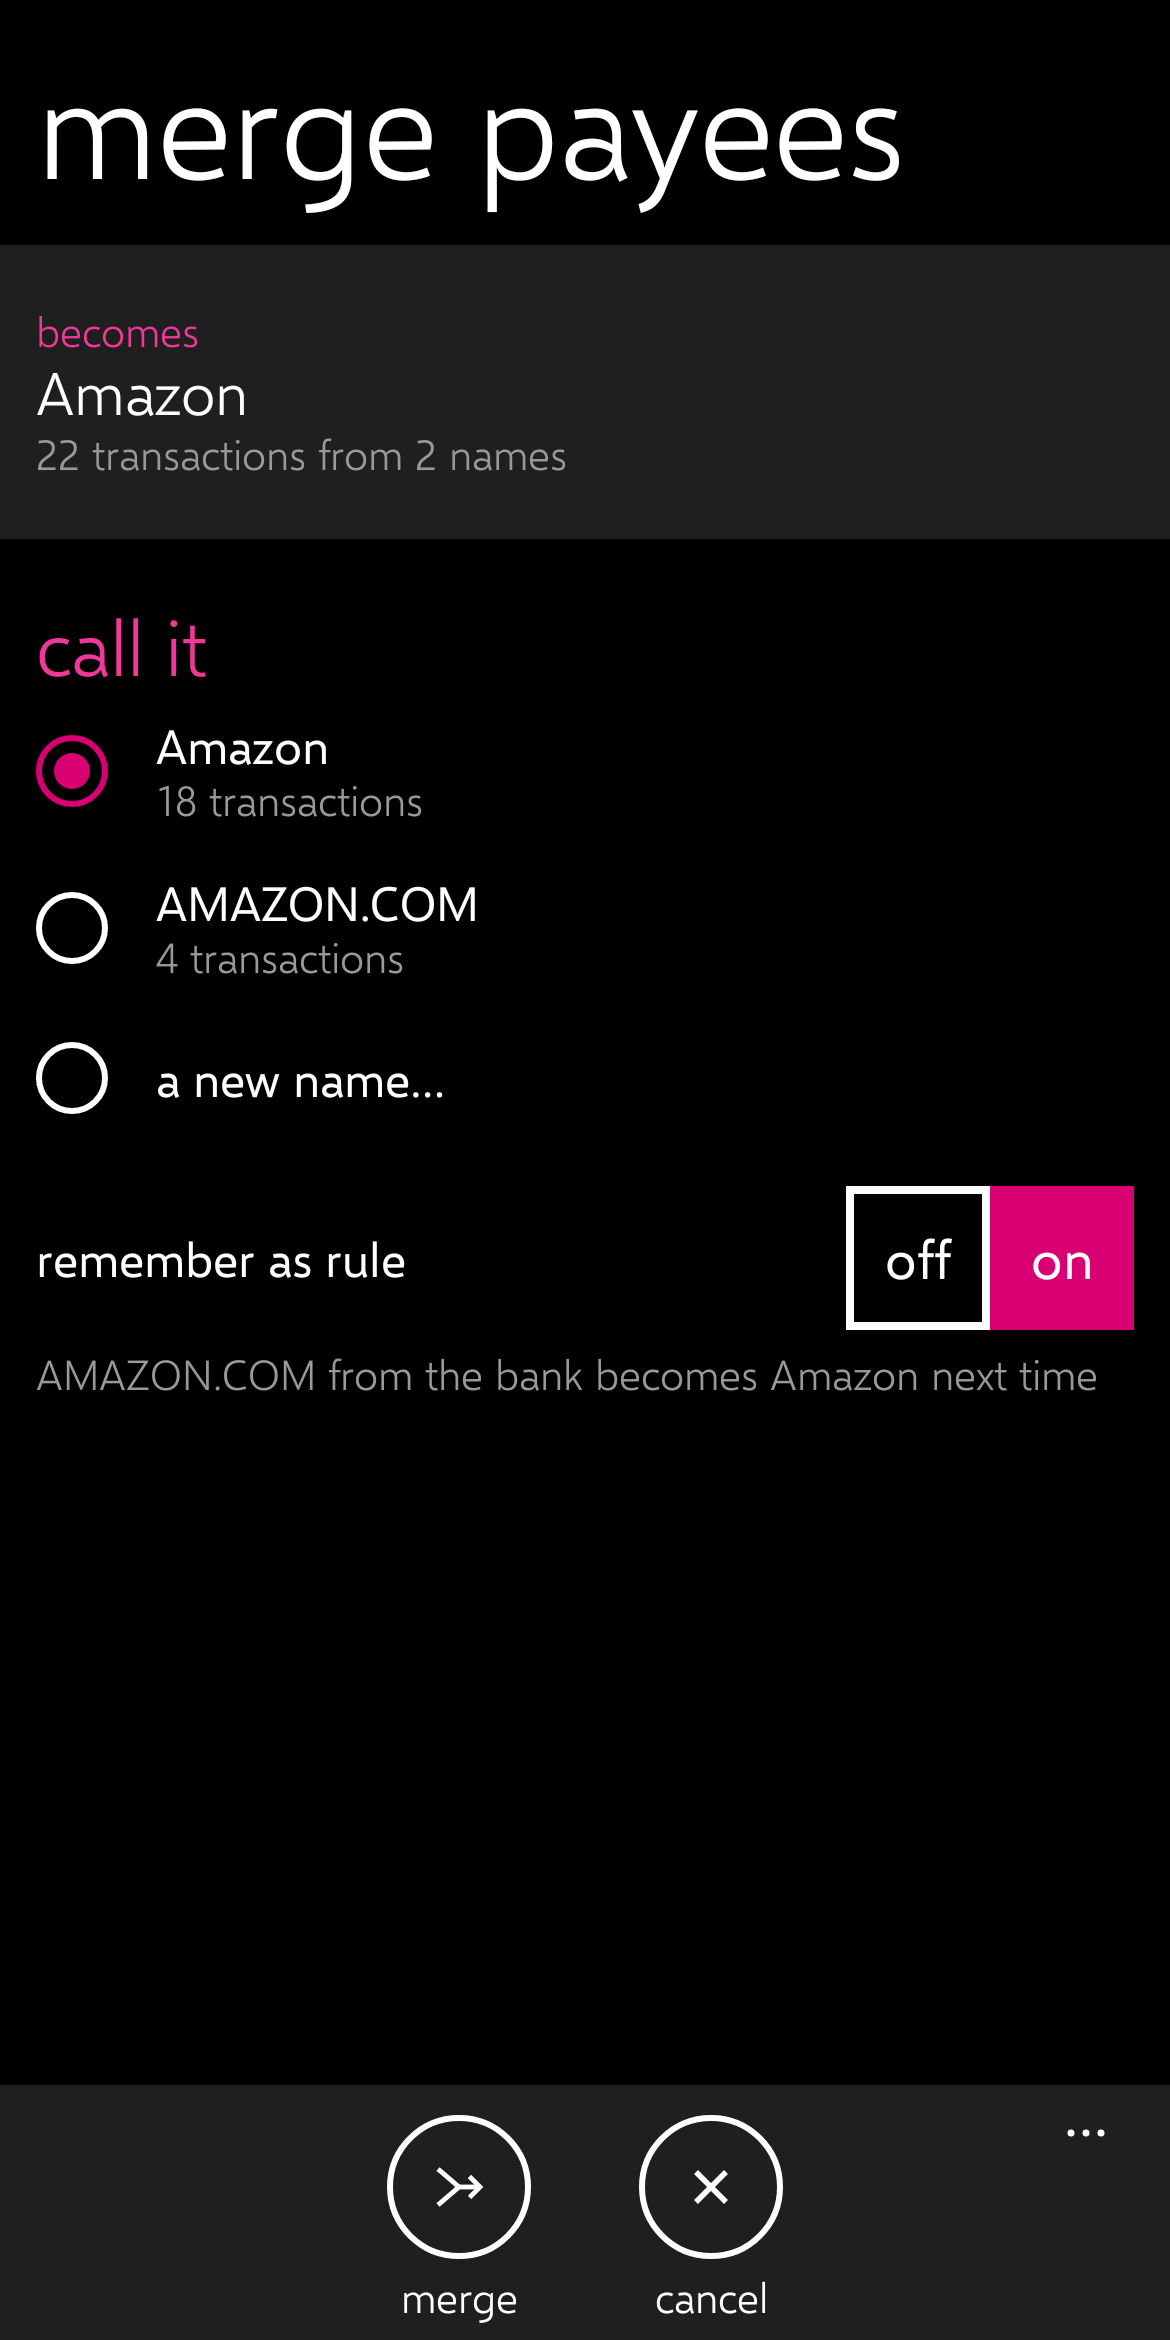 merge payees
becomes
Amazon
22 transactions from 2 names
call it
Amazon
18 transactions
AMAZON.COM
4 transactions
a new name...
remember as rule
off on
AMAZON.COM from the bank becomes Amazon next time
merge cancel